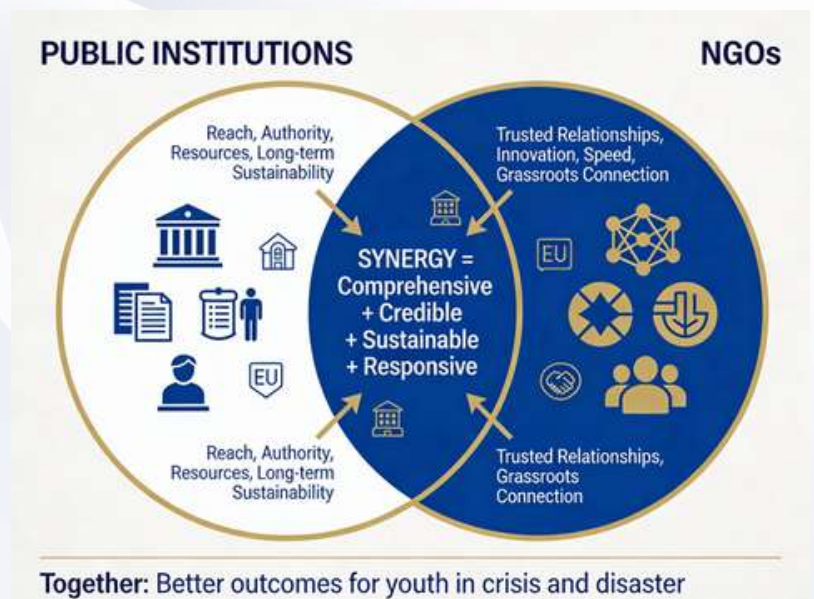 PUBLIC INSTITUTIONS
NGOs
Reach, Authority,
Resources, Long-term
Sustainability
Trusted Relationships,
Innovation, Speed,
Grassroots Connection
EU
SYNERGY =
Comprehensive
+ Credible
+ Sustainable
+ Responsive
EU
Reach, Authority,
Resources, Long-term
Sustainability
Trusted Relationships,
Grassroots
Connection
Together: Better outcomes for youth in crisis and disaster